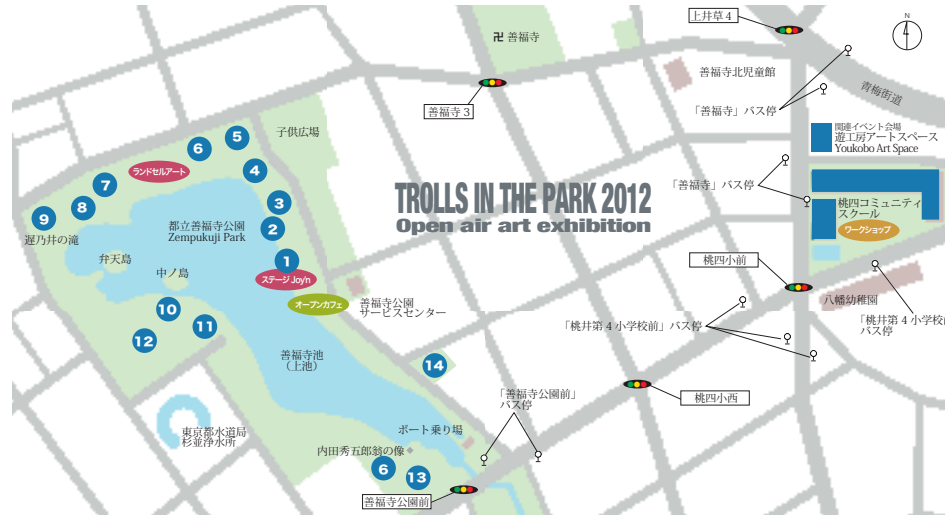 上井草4
N
卍 善福寺
善福寺北児童館
青梅街道
善福寺3
「善福寺」バス停
子供広場
5
6
関連イベント会場
遊工房アートスペース
Youkobo Art Space
ランドセルアート
4
7
「善福寺」バス停
3
8
TROLLS IN THE PARK 2012
Open air art exhibition
桃四コミュニティ
スクール
ワークショップ
9
2
都立善福寺公園
Zempukuji Park
遅乃井の滝
弁天島
1
桃四小前
中ノ島
ステージ Joy'n
オープンカフェ
善福寺公園
サービスセンター
八幡幼稚園
10
11
12
「桃井第4小学校前」バス停
「桃井第4小学校前
バス停
善福寺池
(上池)
14
「善福寺公園前」
バス停
桃四小西
東京都水道局
杉並浄水所
ボート乗り場
内田秀五郎翁の像
6
13
善福寺公園前